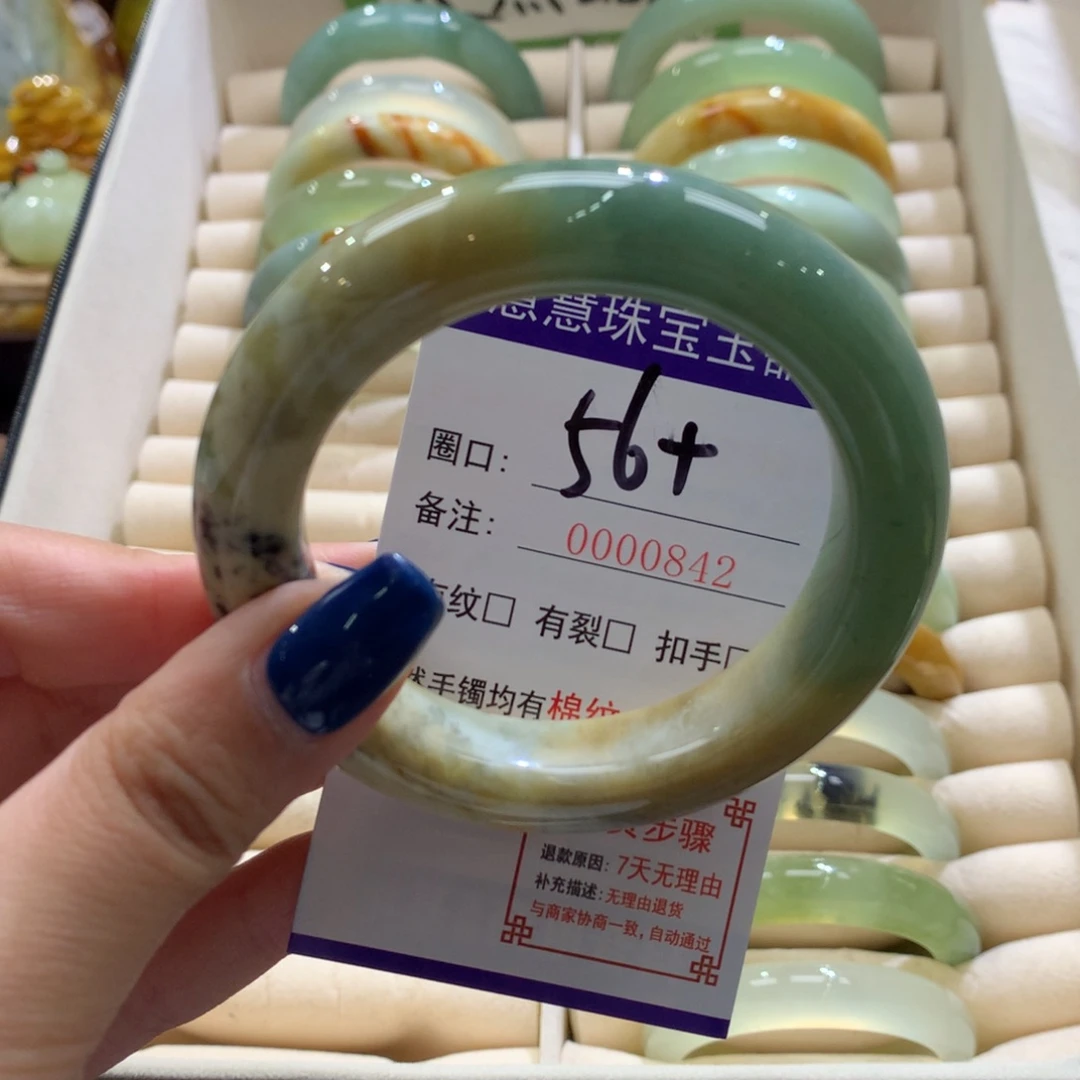 慧珠宝玉
圈口: 56+
备注: 0000842
纹□ 有裂□ 扣手□
手镯均有棉纹
步骤
退款原因: 7天无理由
补充描述: 无理由退货
与商家协商一致, 自动通过